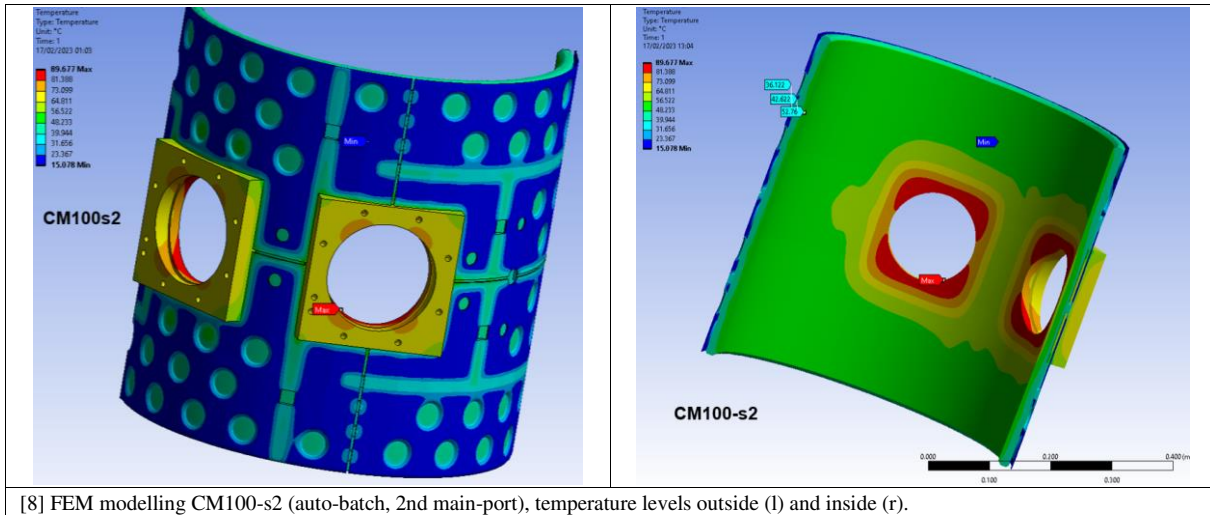 Temperature
Type: Temperature
Unit: °C
Time: 1
17/02/2023 01:03
89.677 Max
81.388
73.099
64.811
56.522
48.233
39.944
31.656
23.367
15.078 Min
Min
CM100s2
Max
Temperature
Type: Temperature
Unit: °C
Time: 1
17/02/2023 13:04
89.677 Max
81.388
73.099
64.811
56.522
48.233
39.944
31.656
23.367
15.078 Min
36.122
42.622
52.76
Min
Max
CM100-s2
0.000 0.200 0.400 (m
0.100 0.300
[8] FEM modelling CM100-s2 (auto-batch, 2nd main-port), temperature levels outside (l) and inside (r).